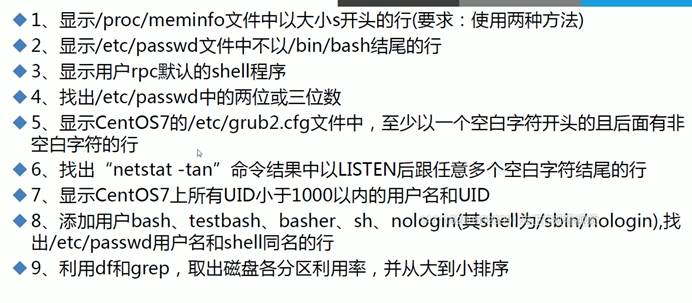 1、显示/proc/meminfo文件中以大小s开头的行(要求：使用两种方法)
2、显示/etc/passwd文件中不以/bin/bash结尾的行
3、显示用户rpc默认的shell程序
4、找出/etc/passwd中的两位或三位数
5、显示CentOS7的/etc/grub2.cfg文件中，至少以一个空白字符开头的且后面有非
空白字符的行
6、找出“netstat -tan”命令结果中以LISTEN后跟任意多个空白字符结尾的行
7、显示CentOS7上所有UID小于1000以内的用户名和UID
8、添加用户bash、testbash、basher、sh、nologin(其shell为/sbin/nologin),找
出/etc/passwd用户名和shell同名的行
9、利用df和grep，取出磁盘各分区利用率，并从大到小排序